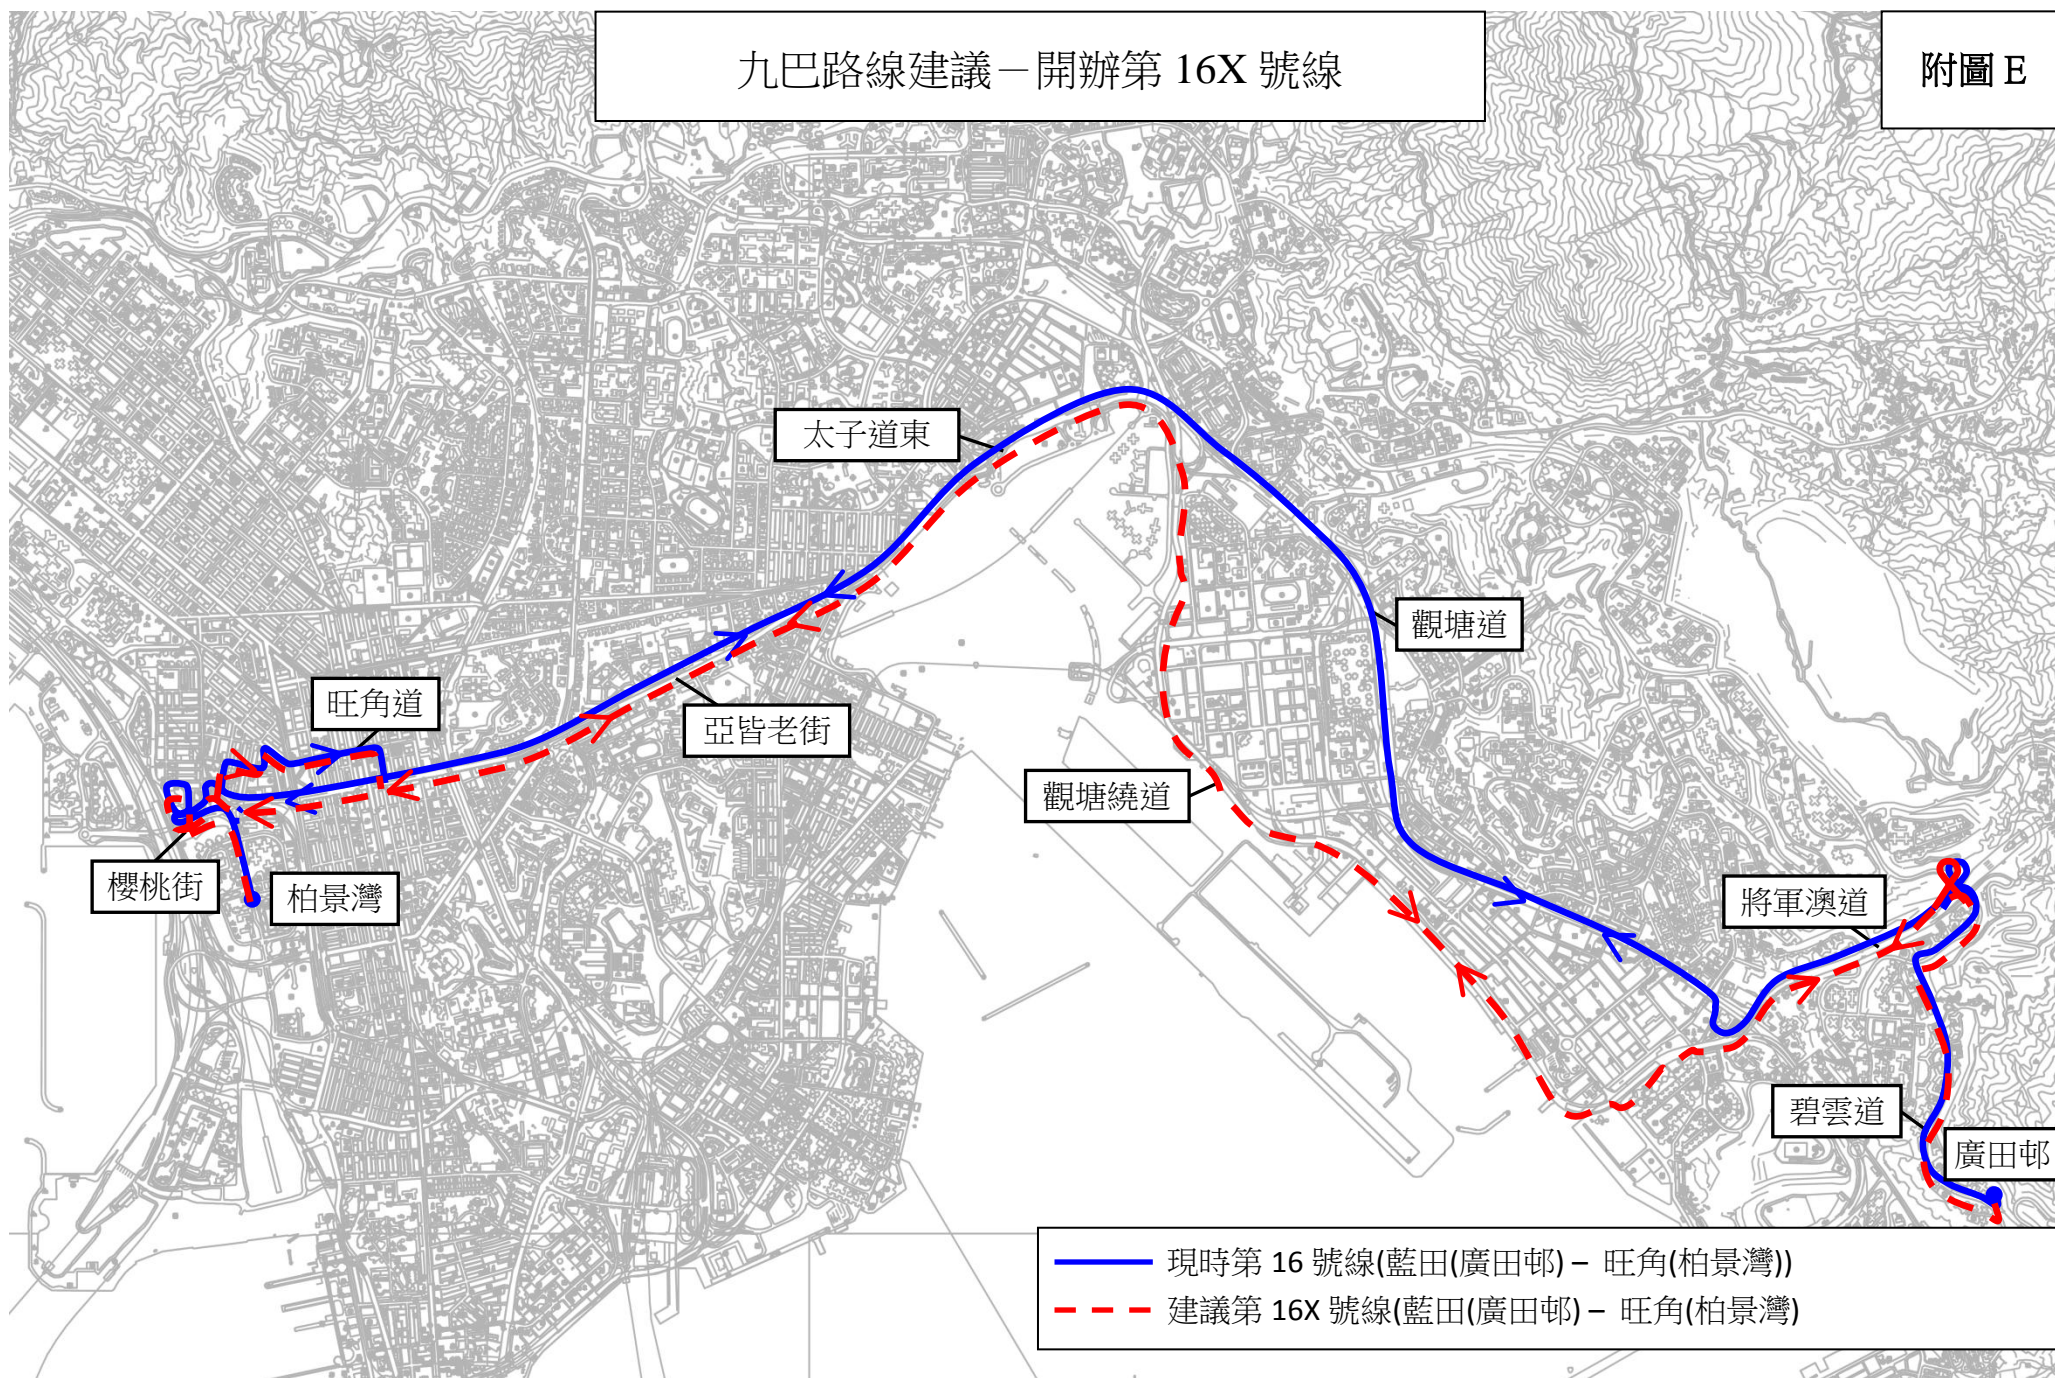 九巴路線建議－開辦第 16X 號線
附圖 E
太子道東
觀塘道
旺角道
亞皆老街
觀塘繞道
櫻桃街
柏景灣
將軍澳道
碧雲道
廣田邨
現時第 16 號線(藍田(廣田邨) – 旺角(柏景灣))
建議第 16X 號線(藍田(廣田邨) – 旺角(柏景灣)